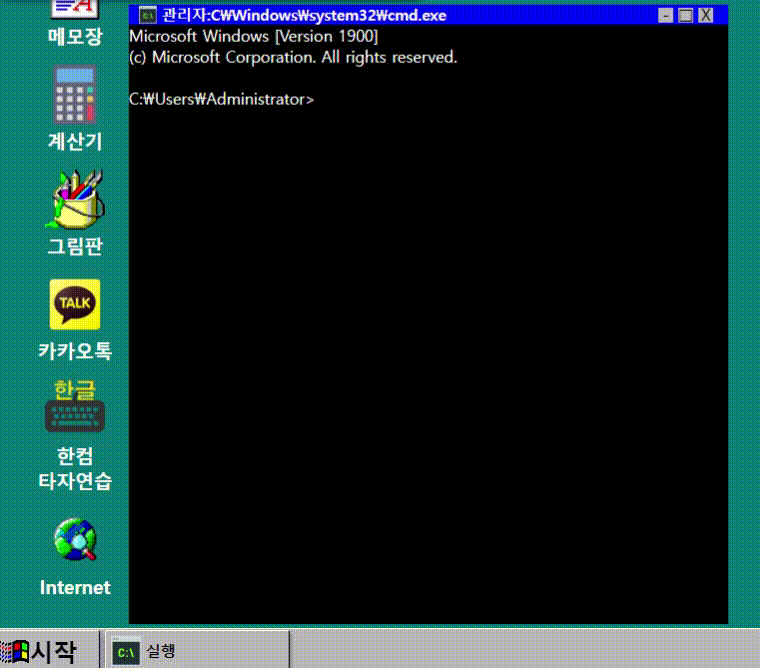 메모장
계산기
그림판
TALK
카카오톡
한글
한컴
타자연습
Internet
C:\
관리자:C₩Windows₩system32₩cmd.exe
Microsoft Windows [Version 1900]
(c) Microsoft Corporation. All rights reserved.
C:₩Users₩Administrator>
시작
C:\
실행